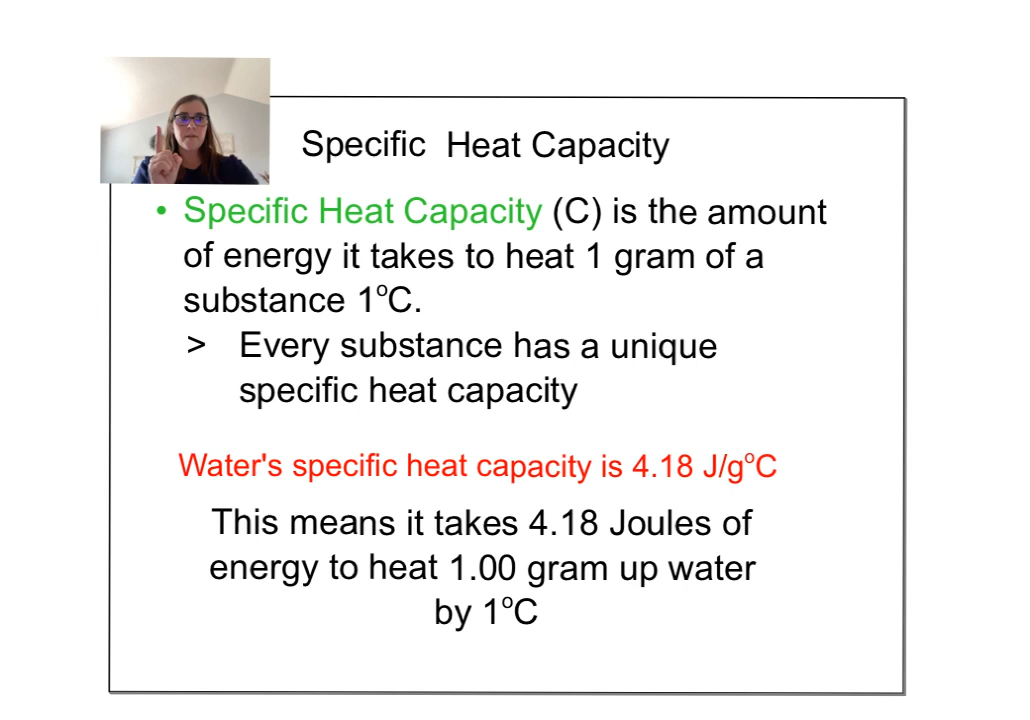 Specific Heat Capacity
• Specific Heat Capacity (C) is the amount
of energy it takes to heat 1 gram of a
substance 1°C.
> Every substance has a unique
specific heat capacity
Water's specific heat capacity is 4.18 J/g°C
This means it takes 4.18 Joules of
energy to heat 1.00 gram up water
by 1°C